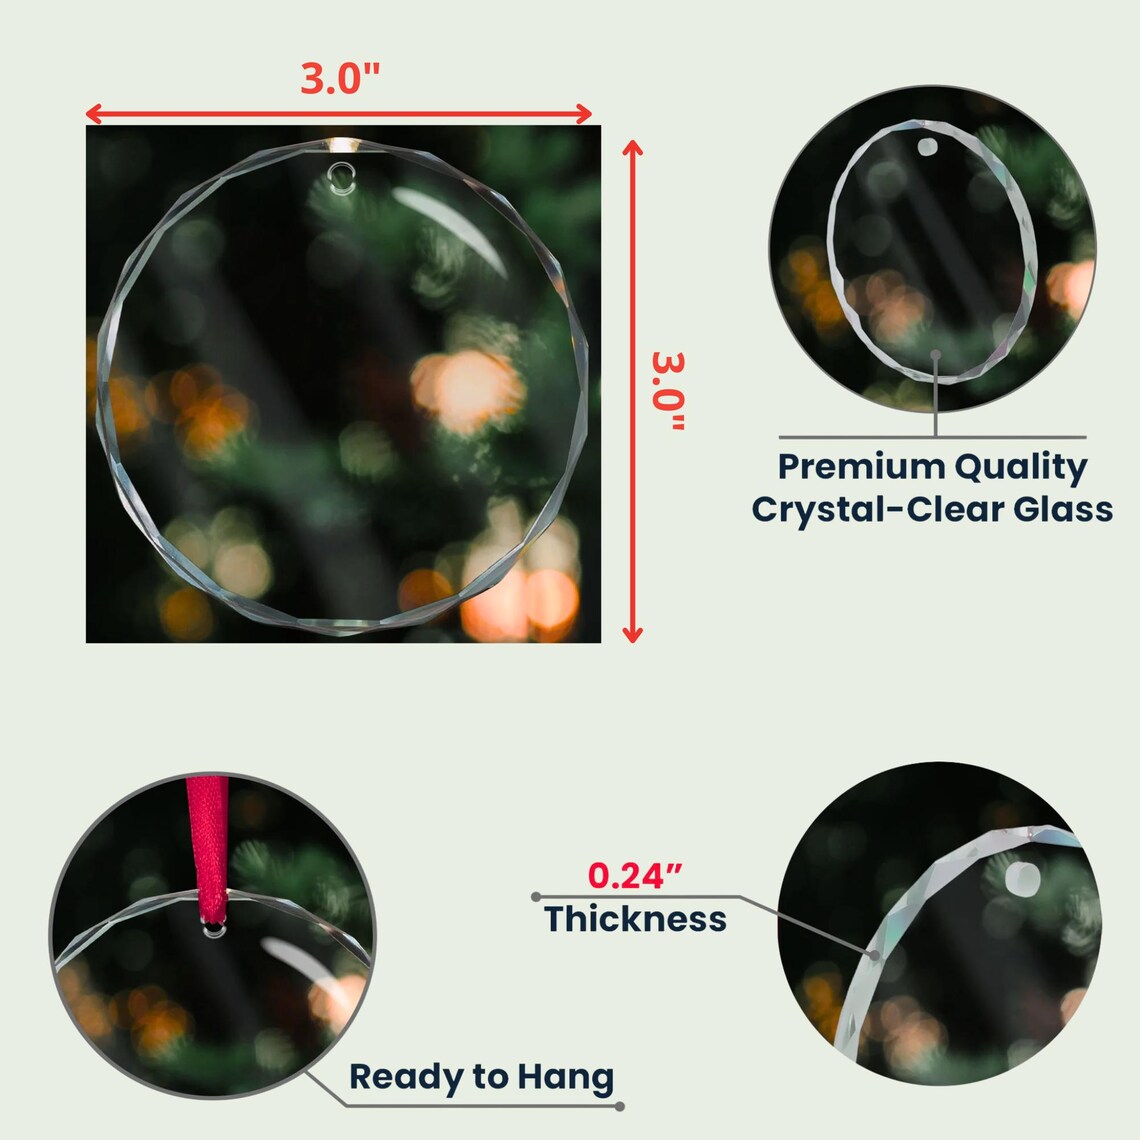 3.0"
3.0"
Premium Quality
Crystal-Clear Glass
0.24”
Thickness
Ready to Hang